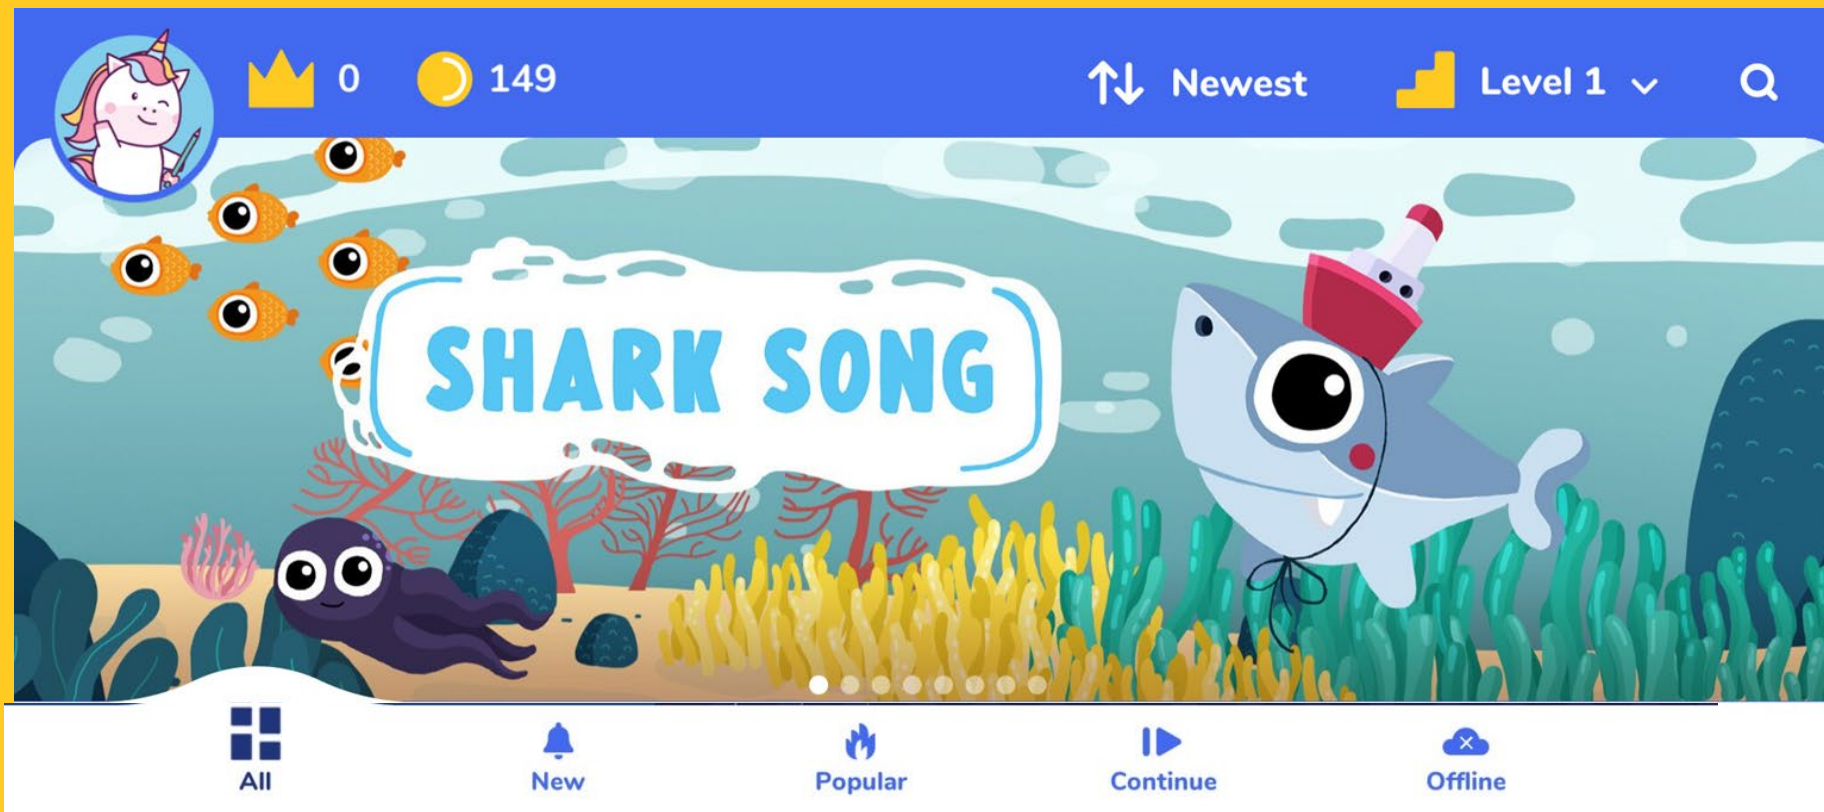 0
149
Newest
Level 1
SHARK SONG
All
New
Popular
Continue
Offline